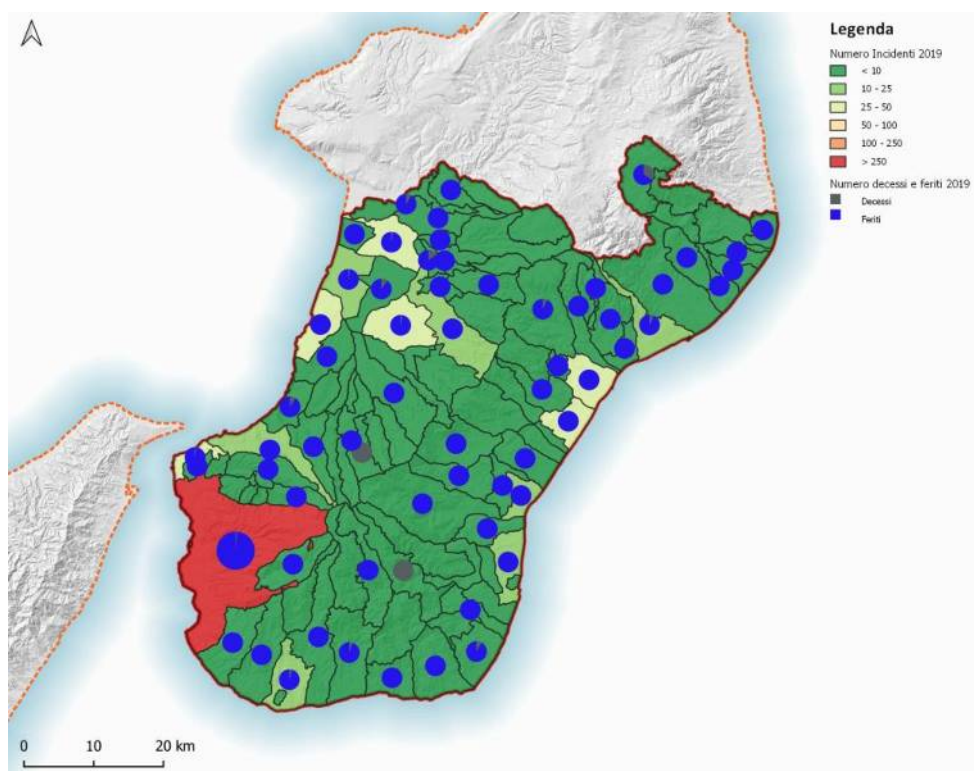 Legenda
Numero Incidenti 2019
< 10
10 - 25
25 - 50
50 - 100
100 - 250
> 250
Numero decessi e feriti 2019
Decessi
Feriti
0 10 20 km